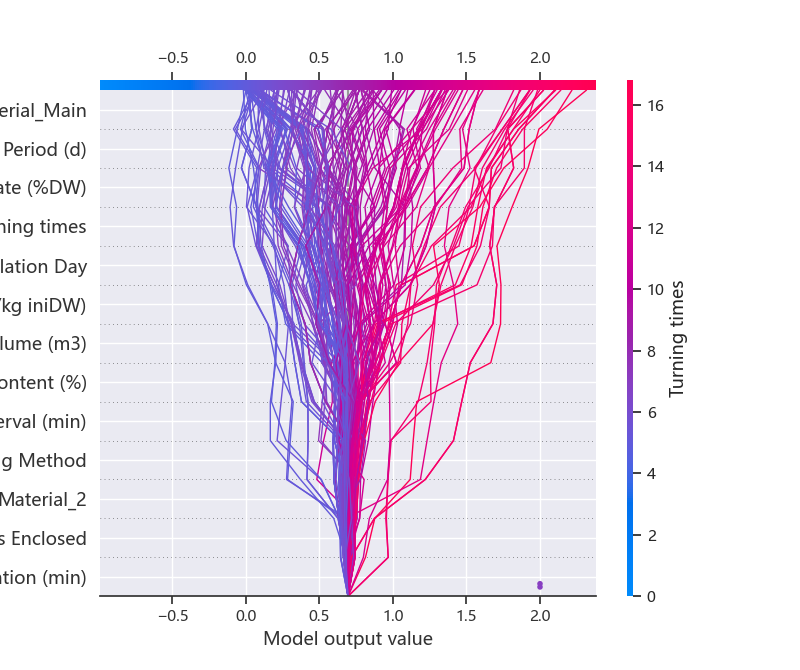 −0.5 0.0 0.5 1.0 1.5 2.0
erial_Main
Period (d)
ate (%DW)
ning times
lation Day
/kg iniDW)
lume (m3)
ontent (%)
erval (min)
g Method
Material_2
s Enclosed
ation (min)
−0.5 0.0 0.5 1.0 1.5 2.0
Model output value
16
14
12
10
8
6
4
2
0
Turning times